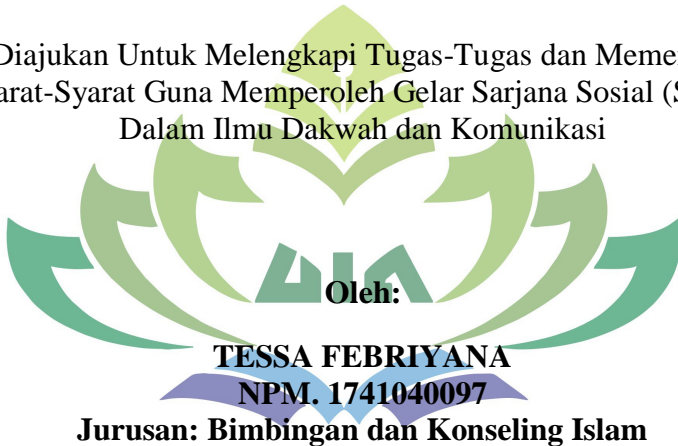 Diajukan Untuk Melengkapi Tugas-Tugas dan
arat-Syarat Guna Memperoleh Gelar Sarjana Sosial (S
Dalam Ilmu Dakwah dan Komunikasi
UIN
Oleh:
TESSA FEBRIYANA
NPM. 1741040097
Jurusan: Bimbingan dan Konseling Islam